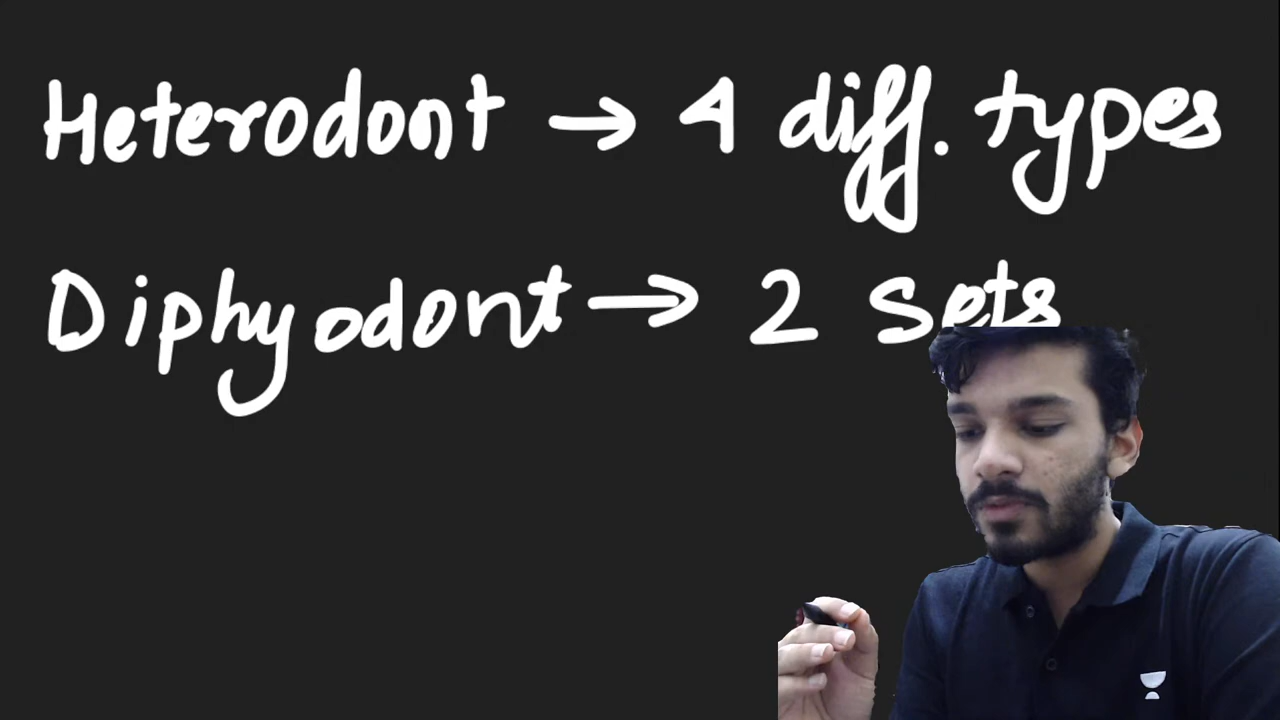 Heterodont → 4 diff. types
Diphyodont → 2 sets